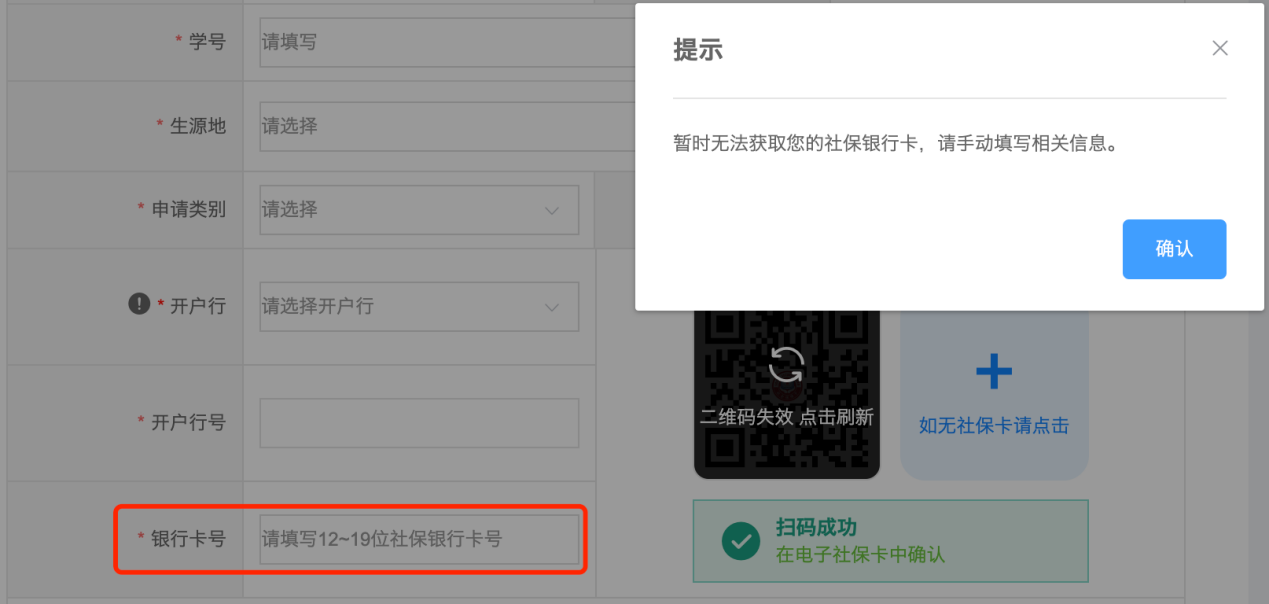 * 学号
请填写
* 生源地
请选择
* 申请类别
请选择
* 开户行
请选择开户行
* 开户行号
* 银行卡号
请填写12~19位社保银行卡号
提示
暂时无法获取您的社保银行卡，请手动填写相关信息。
确认
二维码失效 点击刷新
如无社保卡请点击
扫码成功
在电子社保卡中确认